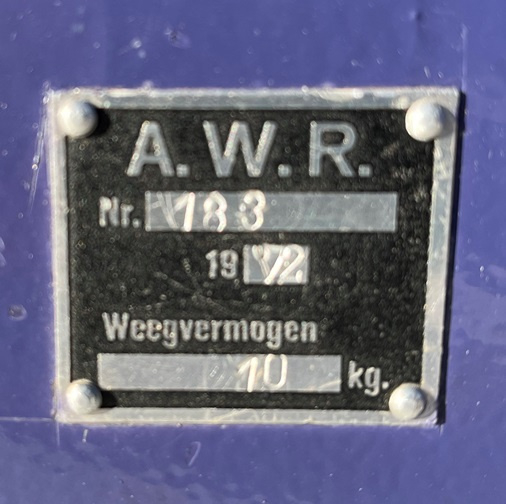 A. W. R.
Nr. 183
19 72
Weegvermogen
10 kg.